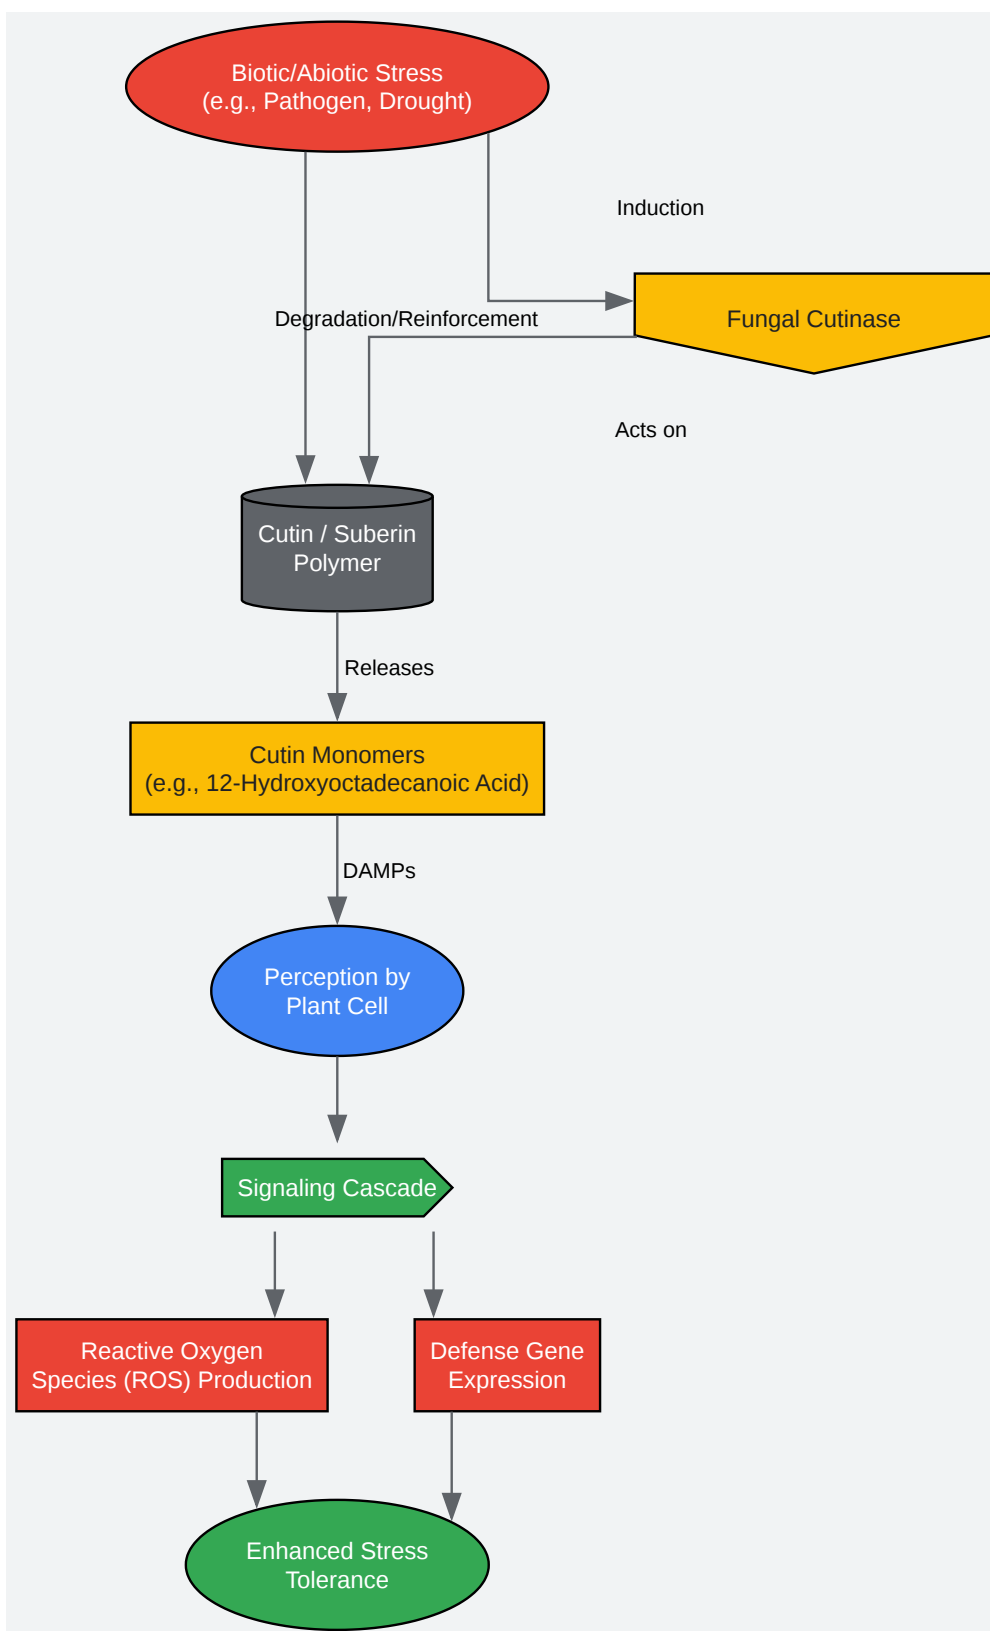 Biotic/Abiotic Stress
(e.g., Pathogen, Drought)
Induction
Degradation/Reinforcement
Fungal Cutinase
Acts on
Cutin / Suberin
Polymer
Releases
Cutin Monomers
(e.g., 12-Hydroxyoctadecanoic Acid)
DAMPs
Perception by
Plant Cell
Signaling Cascade
Reactive Oxygen
Species (ROS) Production
Defense Gene
Expression
Enhanced Stress
Tolerance